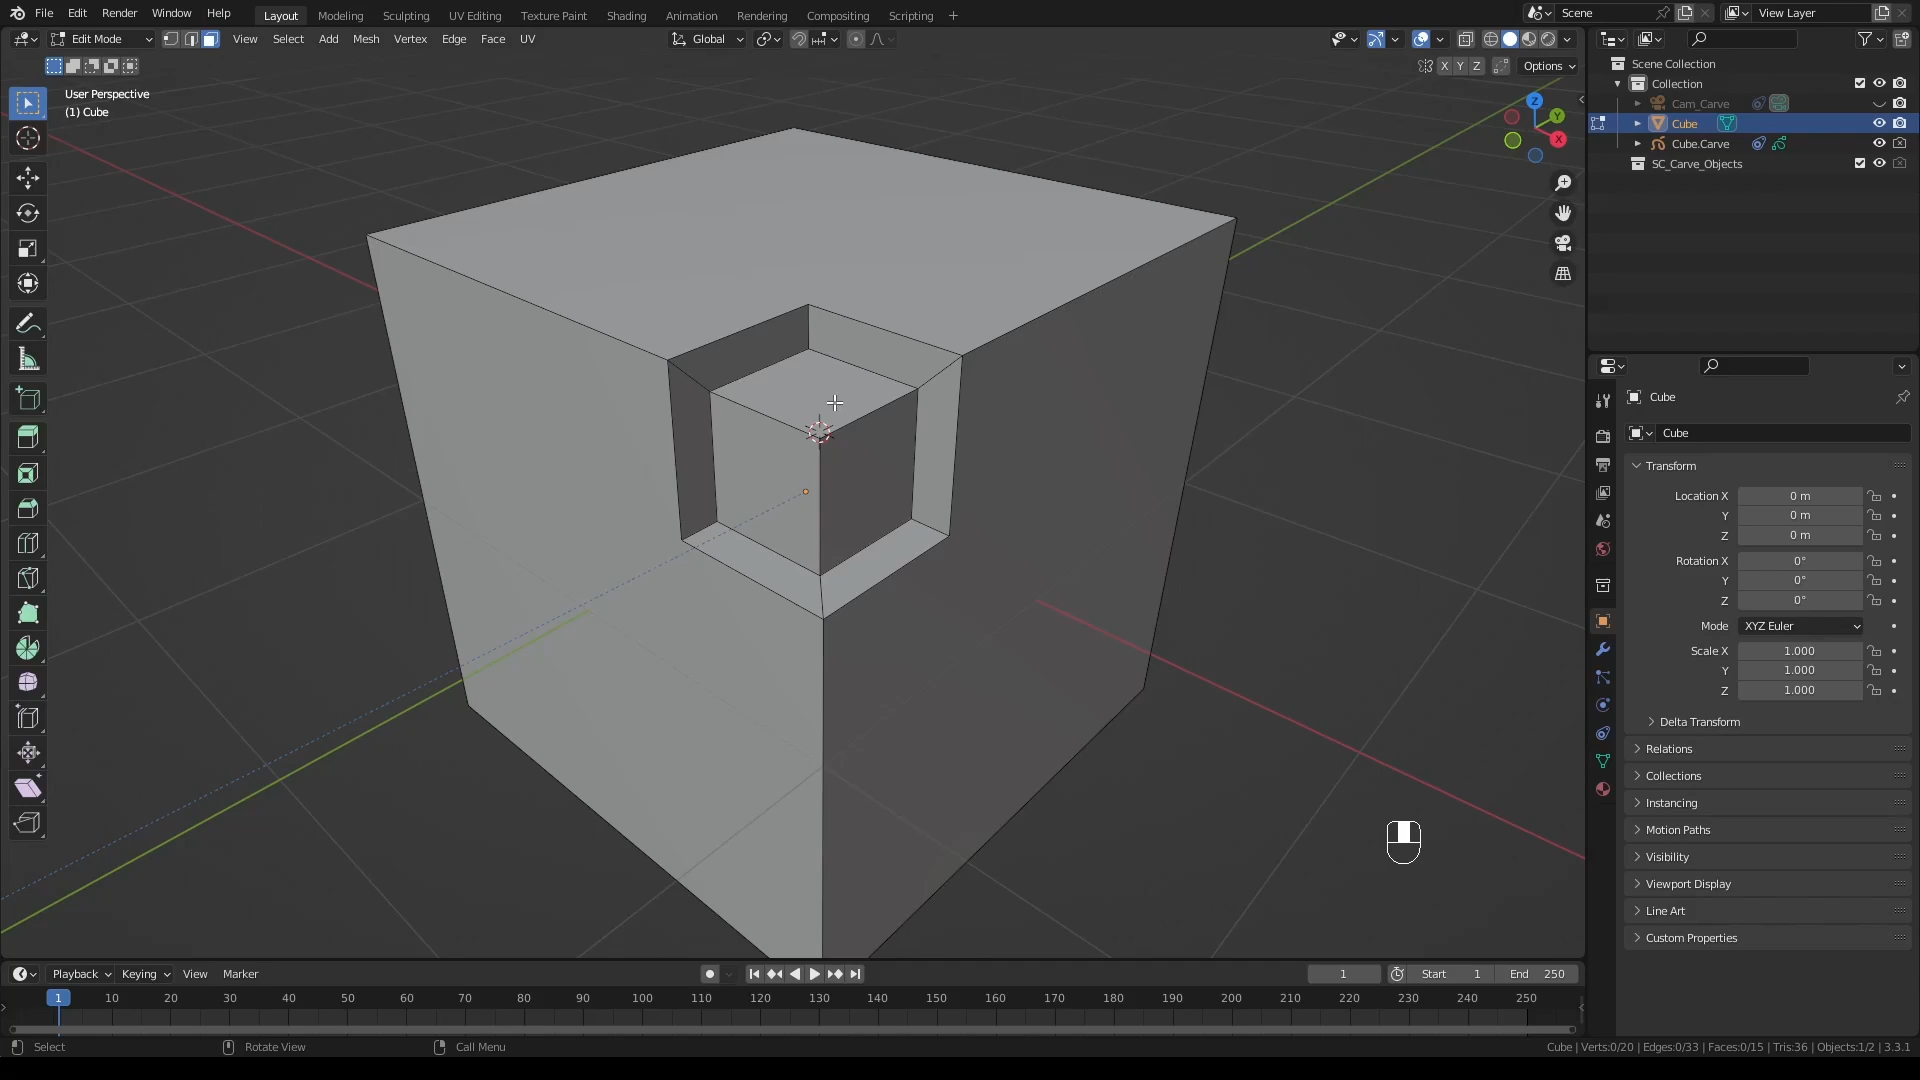 File Edit Render Window Help Layout Modeling Sculpting UV Editing Texture Paint Shading Animation Rendering Compositing Scripting + Scene View Layer
Edit Mode View Select Add Mesh Vertex Edge Face UV Global
X Y Z Options
User Perspective
(1) Cube
Z
Y
X
Scene Collection
Collection
Cam_Carve
Cube
Cube.Carve
SC_Carve_Objects
Cube
Cube
Transform
Location X 0 m
Y 0 m
Z 0 m
Rotation X 0°
Y 0°
Z 0°
Mode XYZ Euler
Scale X 1.000
Y 1.000
Z 1.000
Delta Transform
Relations
Collections
Instancing
Motion Paths
Visibility
Viewport Display
Line Art
Custom Properties
Playback Keying View Marker 1 Start 1 End 250
1 10 20 30 40 50 60 70 80 90 100 110 120 130 140 150 160 170 180 190 200 210 220 230 240 250
Select Rotate View Call Menu Cube | Verts:0/20 | Edges:0/33 | Faces:0/15 | Tris:36 | Objects:1/2 | 3.3.1